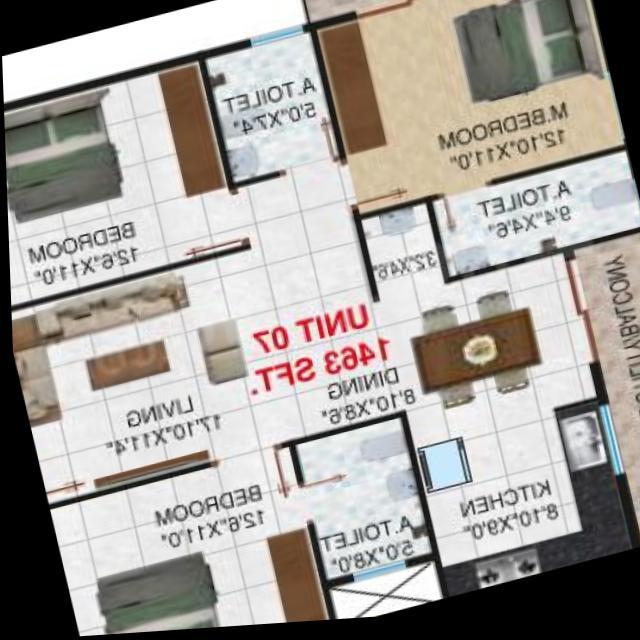 A.TOILET
5'0"X7'4"
M.BEDROOM
12'10"X11'0"
BEDROOM
12'6"X11'0"
A.TOILET
9'4"X4'6"
3'2"X4'6"
UNIT 07
1463 SFT.
DINING
8'10"X8'6"
LIVING
17'10"X11'4"
BEDROOM
12'6"X11'0"
A.TOILET
5'0"X8'0"
KITCHEN
8'10"X9'0"